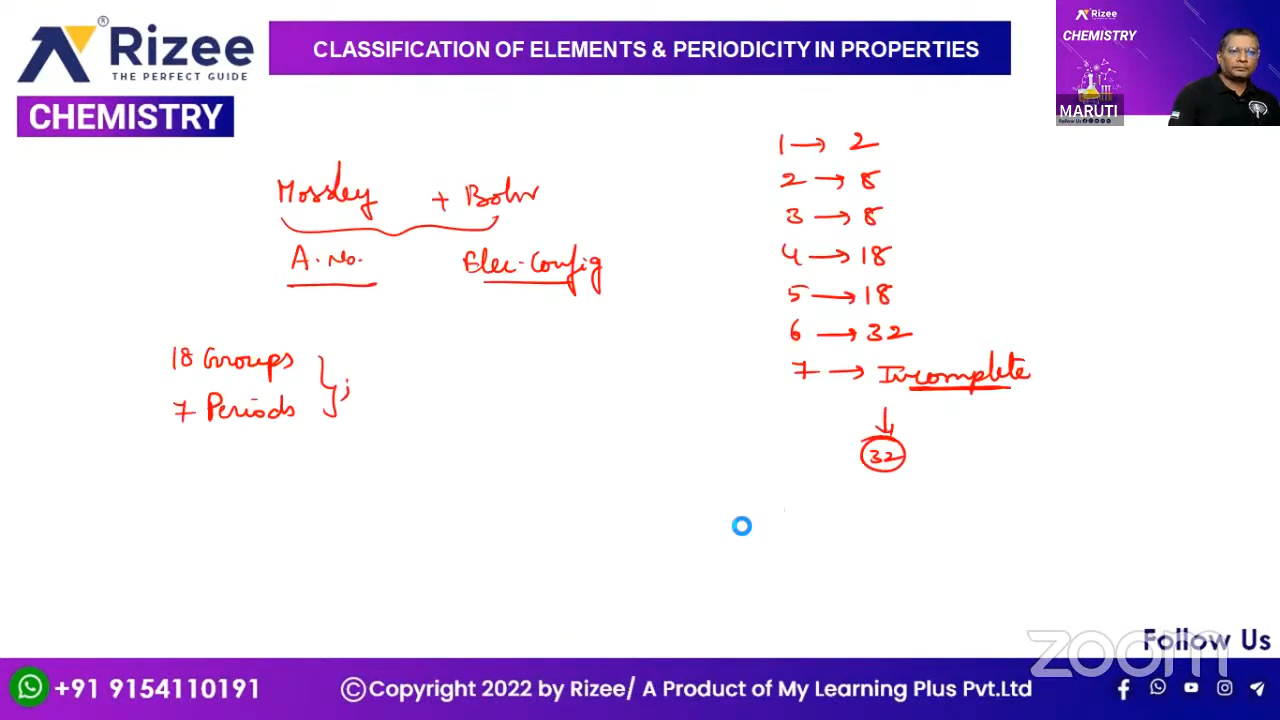 Rizee
THE PERFECT GUIDE
CHEMISTRY
CLASSIFICATION OF ELEMENTS & PERIODICITY IN PROPERTIES
Rizee
CHEMISTRY
MARUTI
Mosley + Bohr
A.No. Elec.Config
18 Groups
7 Periods } ;
1 → 2
2 → 8
3 → 8
4 → 18
5 → 18
6 → 32
7 → Incomplete
↓
32
Follow Us
zoom
+91 9154110191
©Copyright 2022 by Rizee/ A Product of My Learning Plus Pvt.Ltd